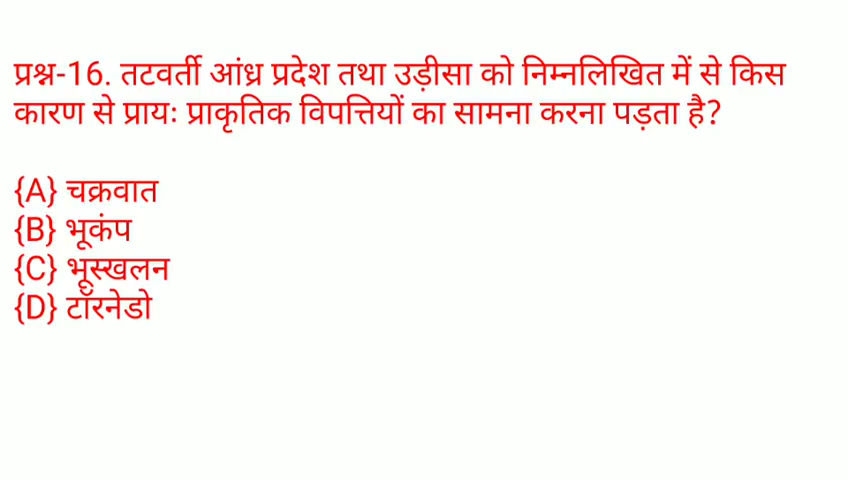 प्रश्न-16. तटवर्ती आंध्र प्रदेश तथा उड़ीसा को निम्नलिखित में से किस
कारण से प्रायः प्राकृतिक विपत्तियों का सामना करना पड़ता है?
{A} चक्रवात
{B} भूकंप
{C} भूस्खलन
{D} टॉरनेडो